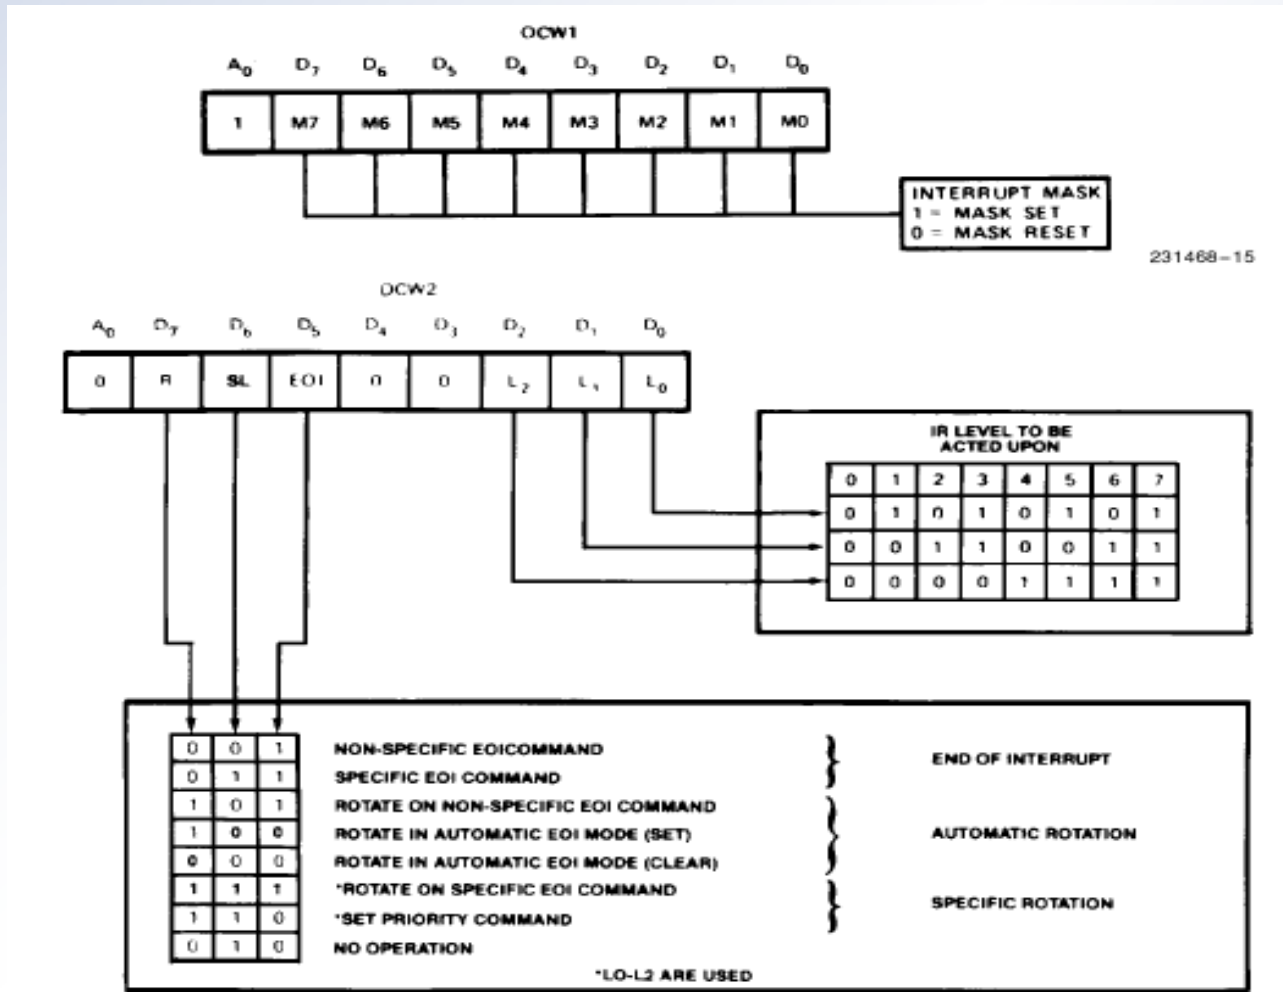 OCW1
A0 D7 D6 D5 D4 D3 D2 D1 D0
1 M7 M6 M5 M4 M3 M2 M1 M0
INTERRUPT MASK
1 = MASK SET
0 = MASK RESET
231468-15
OCW2
A0 D7 D6 D5 D4 D3 D2 D1 D0
0 R SL EOI 0 0 L2 L1 L0
IR LEVEL TO BE
ACTED UPON
0 1 2 3 4 5 6 7
0 1 0 1 0 1 0 1
0 0 1 1 0 0 1 1
0 0 0 0 1 1 1 1
0 0 1 NON-SPECIFIC EOICOMMAND
0 1 1 SPECIFIC EOI COMMAND
END OF INTERRUPT
1 0 1 ROTATE ON NON-SPECIFIC EOI COMMAND
1 0 0 ROTATE IN AUTOMATIC EOI MODE (SET)
0 0 0 ROTATE IN AUTOMATIC EOI MODE (CLEAR)
AUTOMATIC ROTATION
1 1 1 *ROTATE ON SPECIFIC EOI COMMAND
1 1 0 *SET PRIORITY COMMAND
SPECIFIC ROTATION
0 1 0 NO OPERATION
*LO-L2 ARE USED